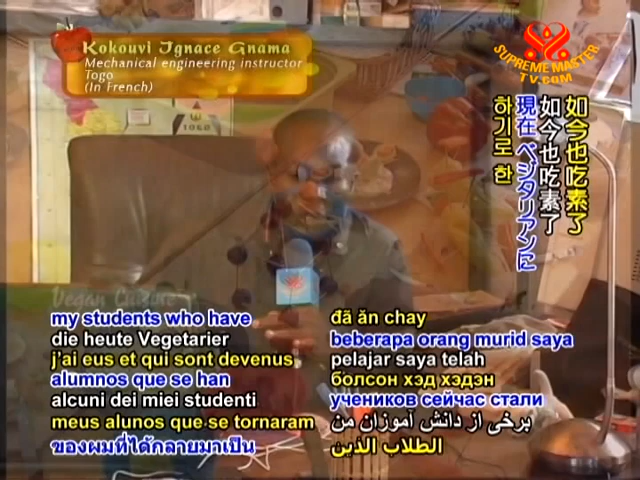 Kokouvi Ignace Gnama
Mechanical engineering instructor
Togo
(In French)
SUPREME MASTER
TV.COM
如今也吃素了
如今也吃素了
現在 ベジタリアンに
하기로 한
Vegan Cuisine
my students who have
die heute Vegetarier
j'ai eus et qui sont devenus
alumnos que se han
alcuni dei miei studenti
meus alunos que se tornaram
ของผมที่ได้กลายมาเป็น
đã ăn chay
beberapa orang murid saya
pelajar saya telah
болсон хэд хэдэн
учеников сейчас стали
برخی از دانش آموزان من
الطلاب الذين